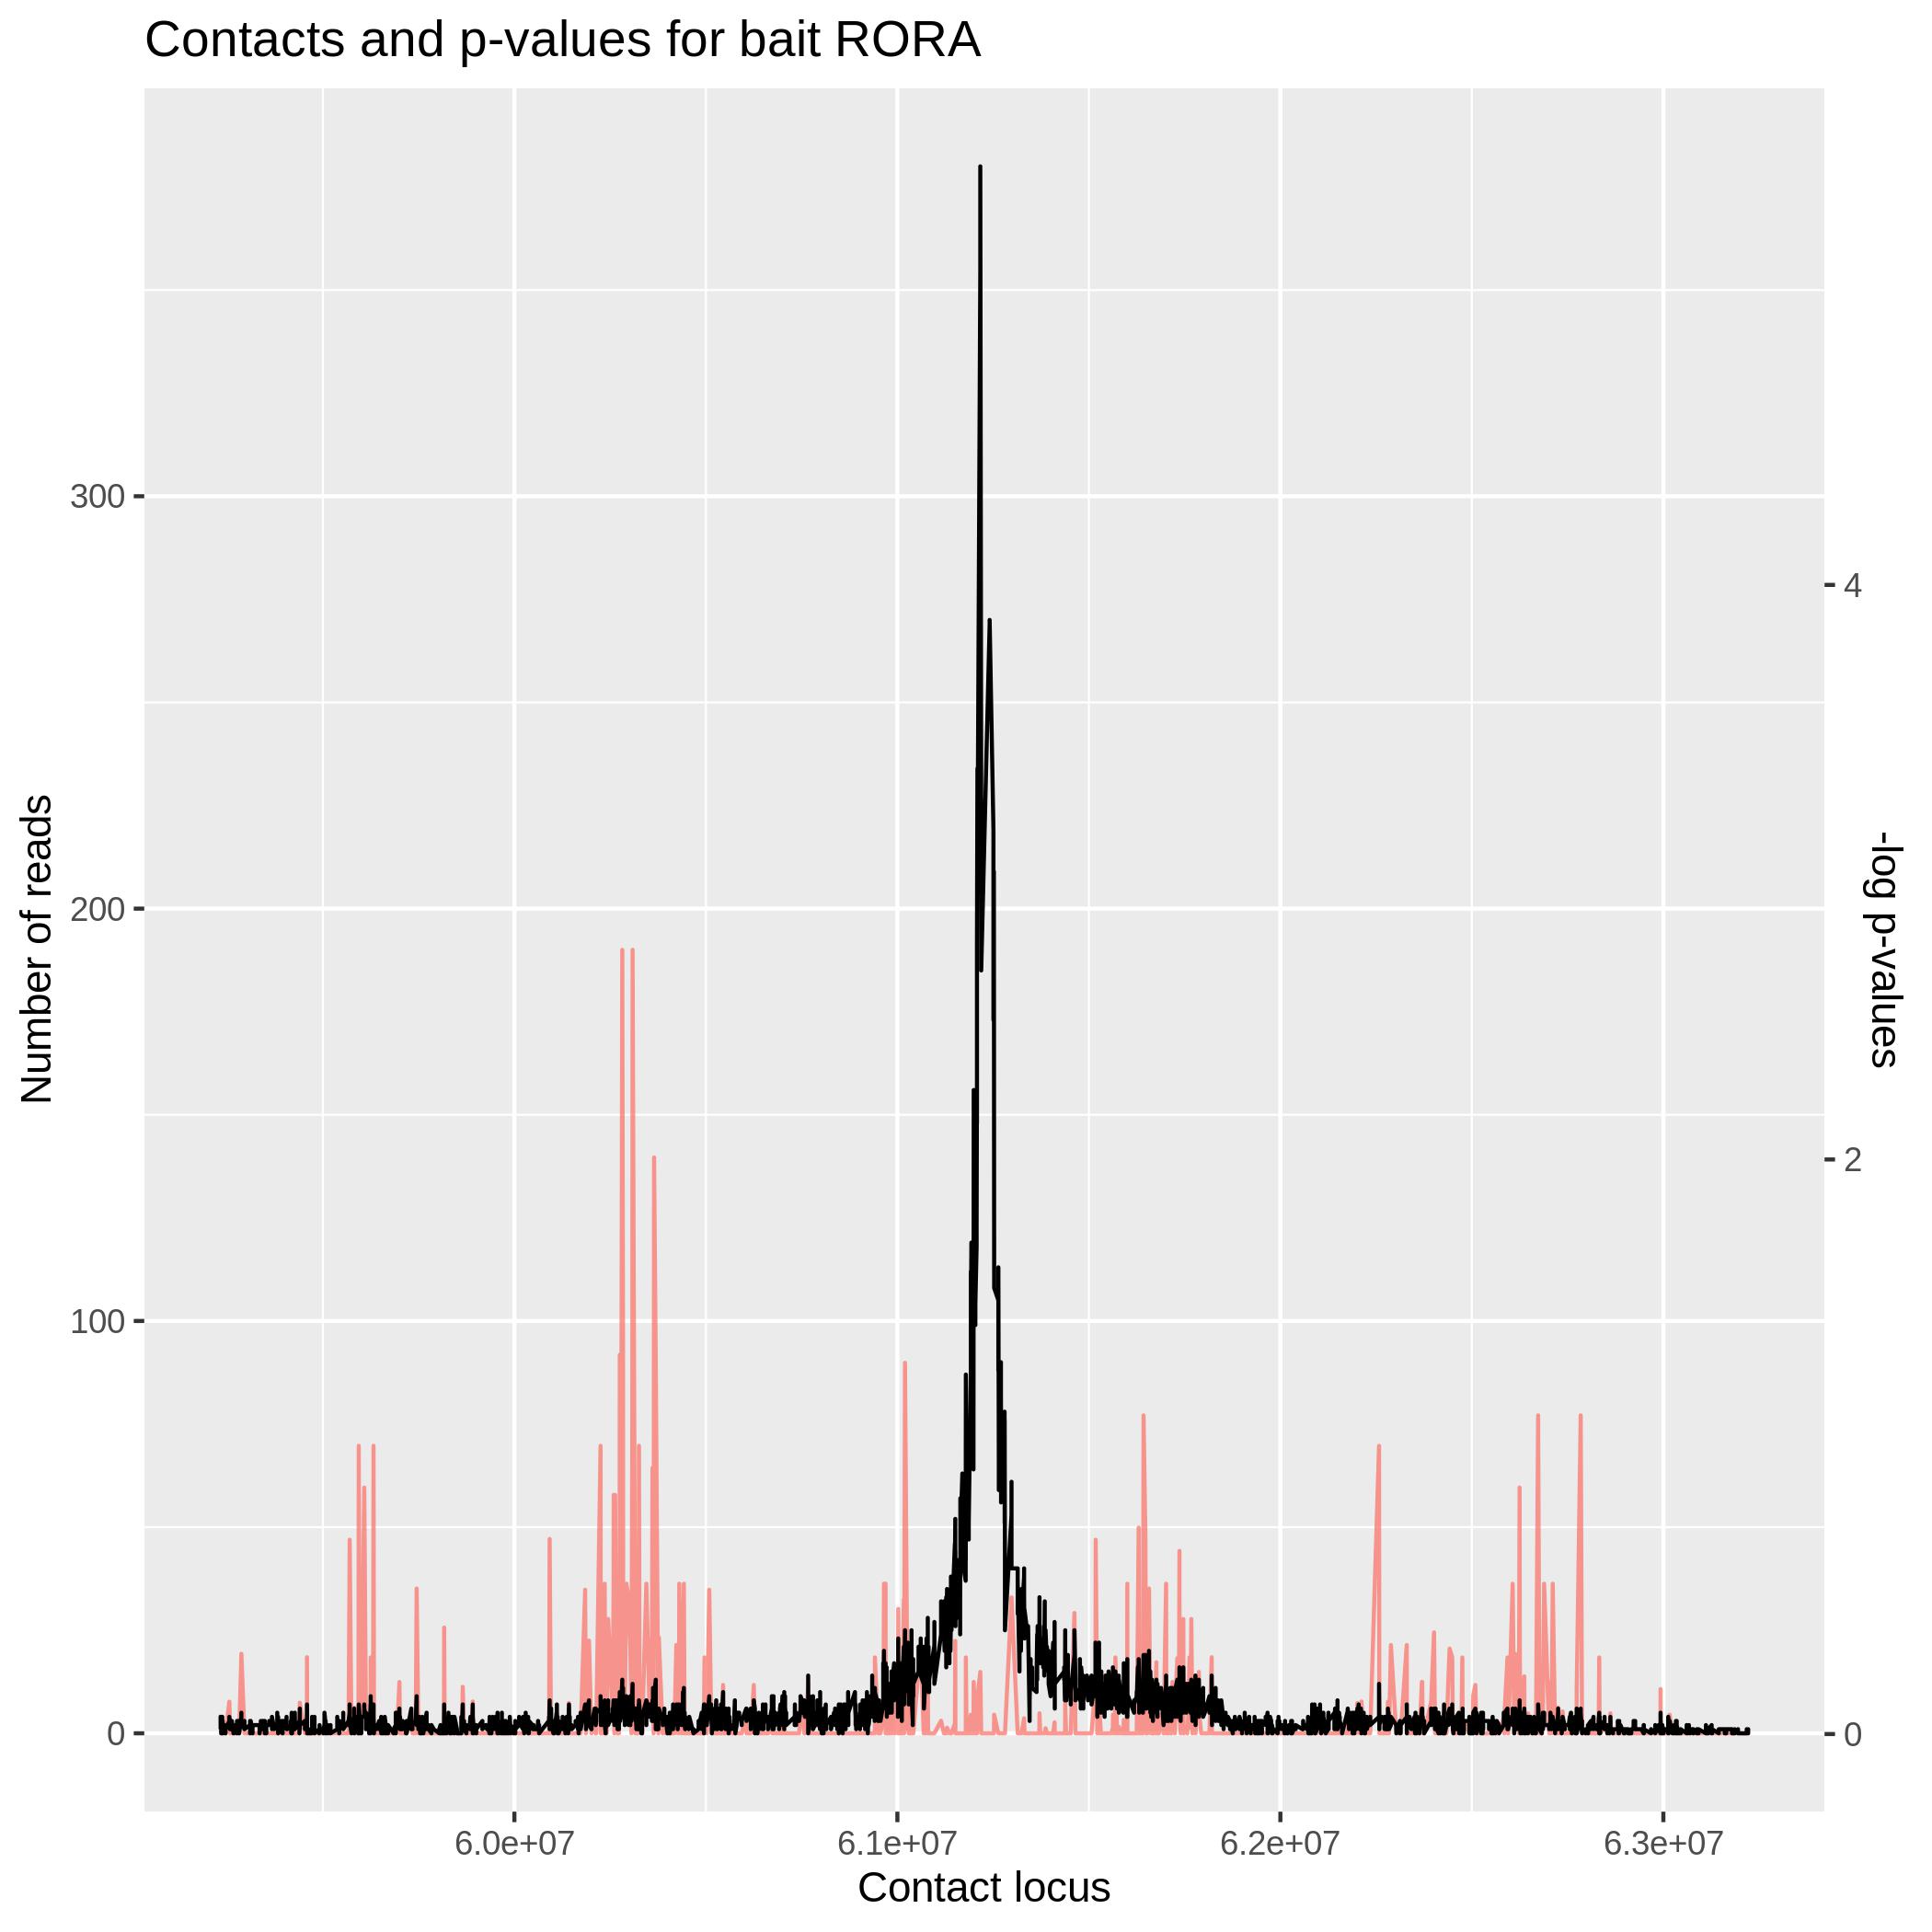 Contacts and p-values for bait RORA
Number of reads
300
200
100
0
4
2
0
-log p-values
6.0e+07
6.1e+07
6.2e+07
6.3e+07
Contact locus